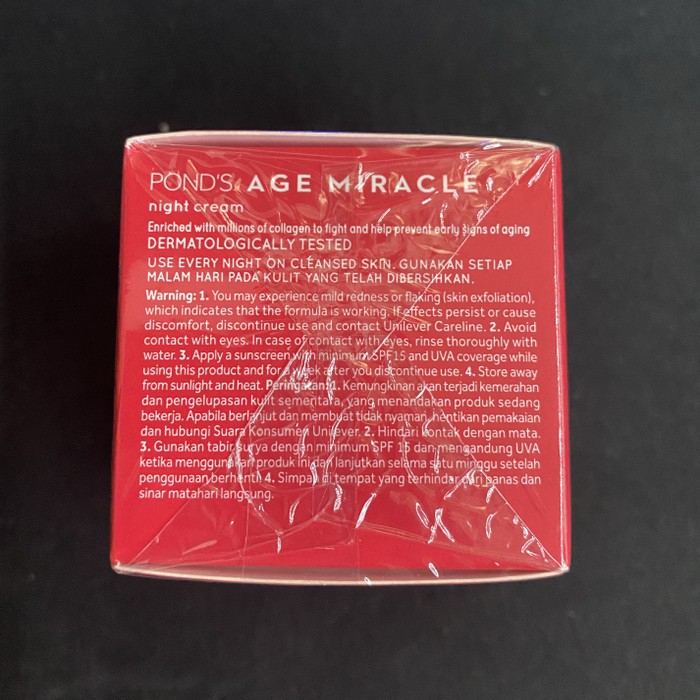 POND'S AGE MIRACLE
night cream
Enriched with millions of collagen to fight and help prevent early signs of aging
DERMATOLOGICALLY TESTED
USE EVERY NIGHT ON CLEANSED SKIN. GUNAKAN SETIAP
MALAM HARI PADA KULIT YANG TELAH DIBERSIHKAN.
Warning: 1. You may experience mild redness or flaking (skin exfoliation),
which indicates that the formula is working. If effects persist or cause
discomfort, discontinue use and contact Unilever Careline. 2. Avoid
contact with eyes. In case of contact with eyes, rinse thoroughly with
water. 3. Apply a sunscreen minimum SPF15 and UVA coverage while
using this product and for a week after you discontinue use. 4. Store away
from sunlight and heat. Peringatan: 1. Kemungkinan akan terjadi kemerahan
dan pengelupasan kulit sementara, yang menandakan produk sedang
bekerja. Apabila berlanjut dan membuat tidak nyaman, hentikan pemakaian
dan hubungi Suara Konsumen Unilever. 2. Hindari kontak dengan mata.
3. Gunakan tabir surya dengan minimum SPF 15 dan mengandung UVA
ketika menggunakan produk ini dan lanjutkan selama satu minggu setelah
penggunaan berhenti. 4. Simpan di tempat yang terhindar dari panas dan
sinar matahari langsung.